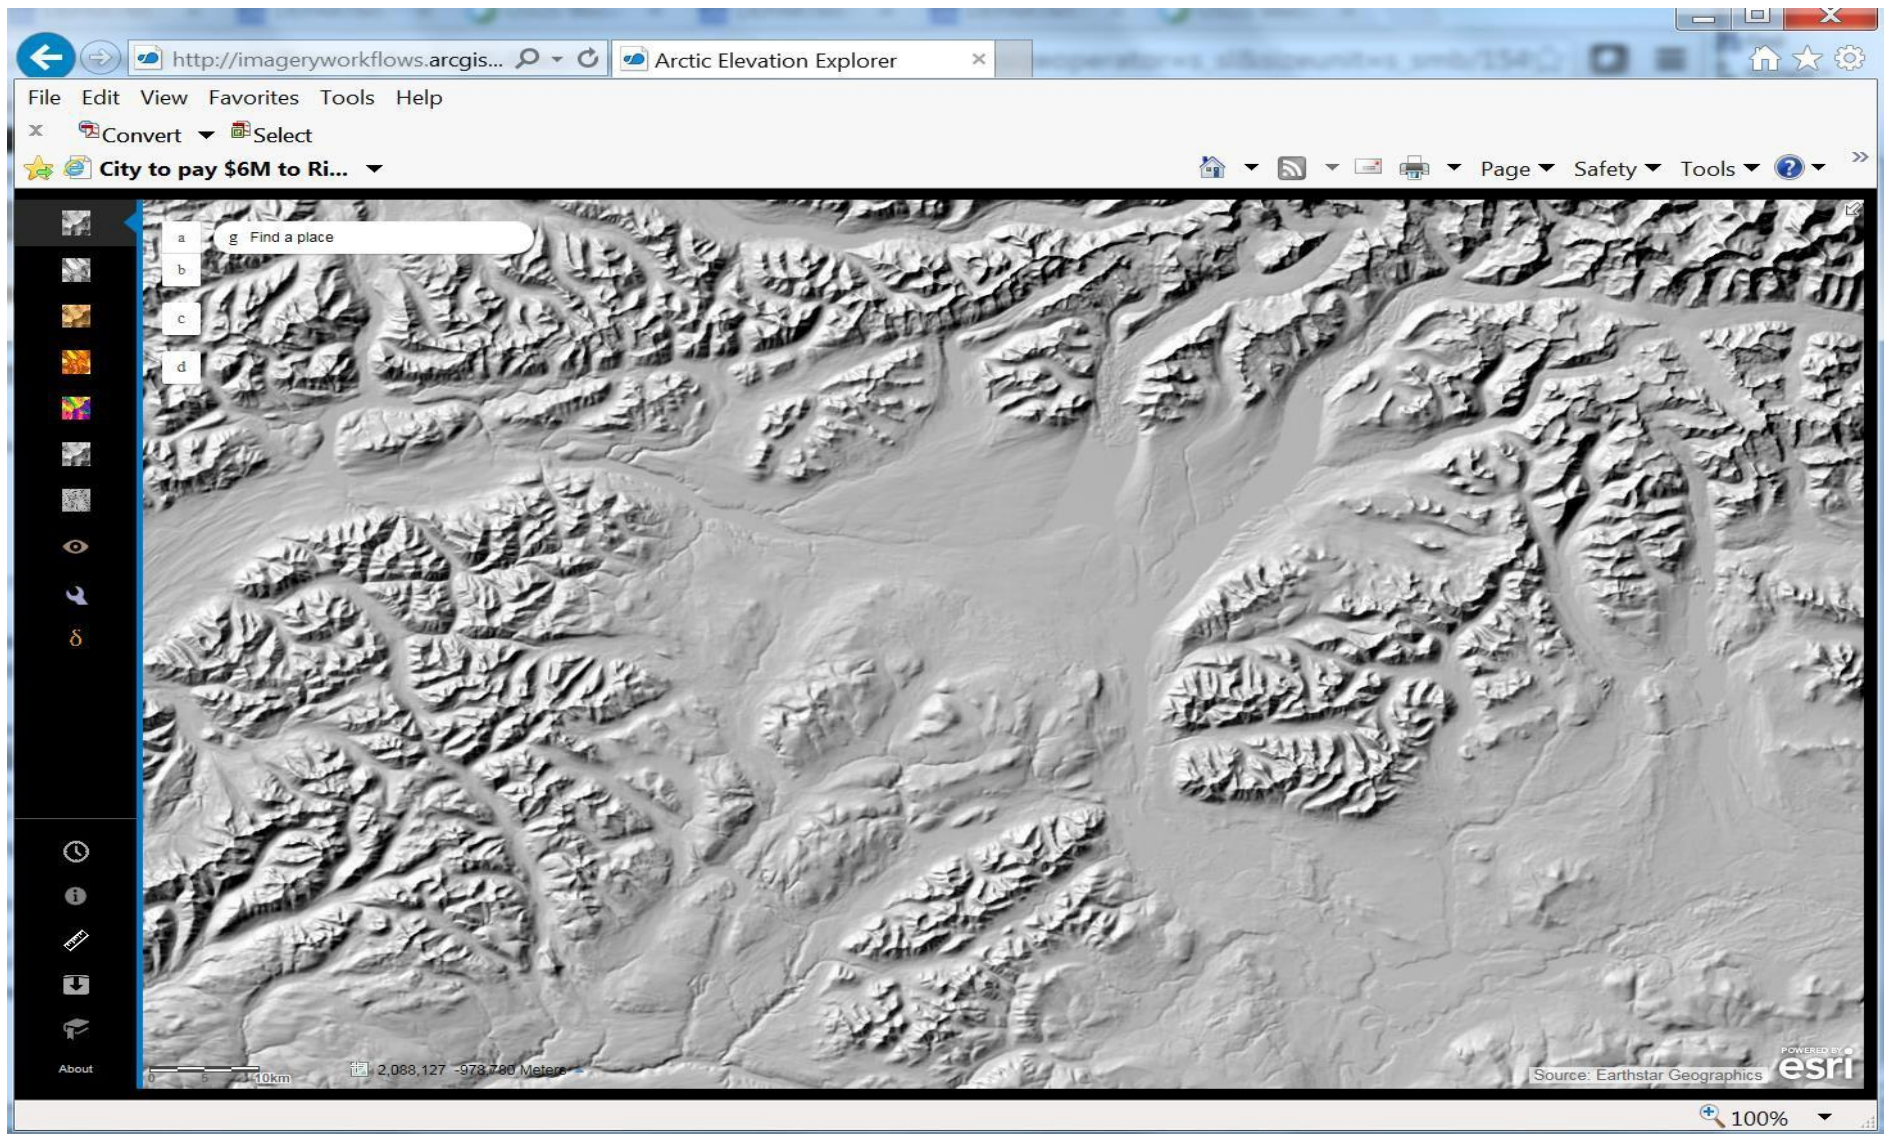 http://imageryworkflows.arcgis...
Arctic Elevation Explorer
File Edit View Favorites Tools Help
Convert Select
City to pay $6M to Ri...
Page Safety Tools
a
g Find a place
b
c
d
δ
About
0 5 10km
2,088,127 -978,780 Meters
Source: Earthstar Geographics
POWERED BY
esri
100%